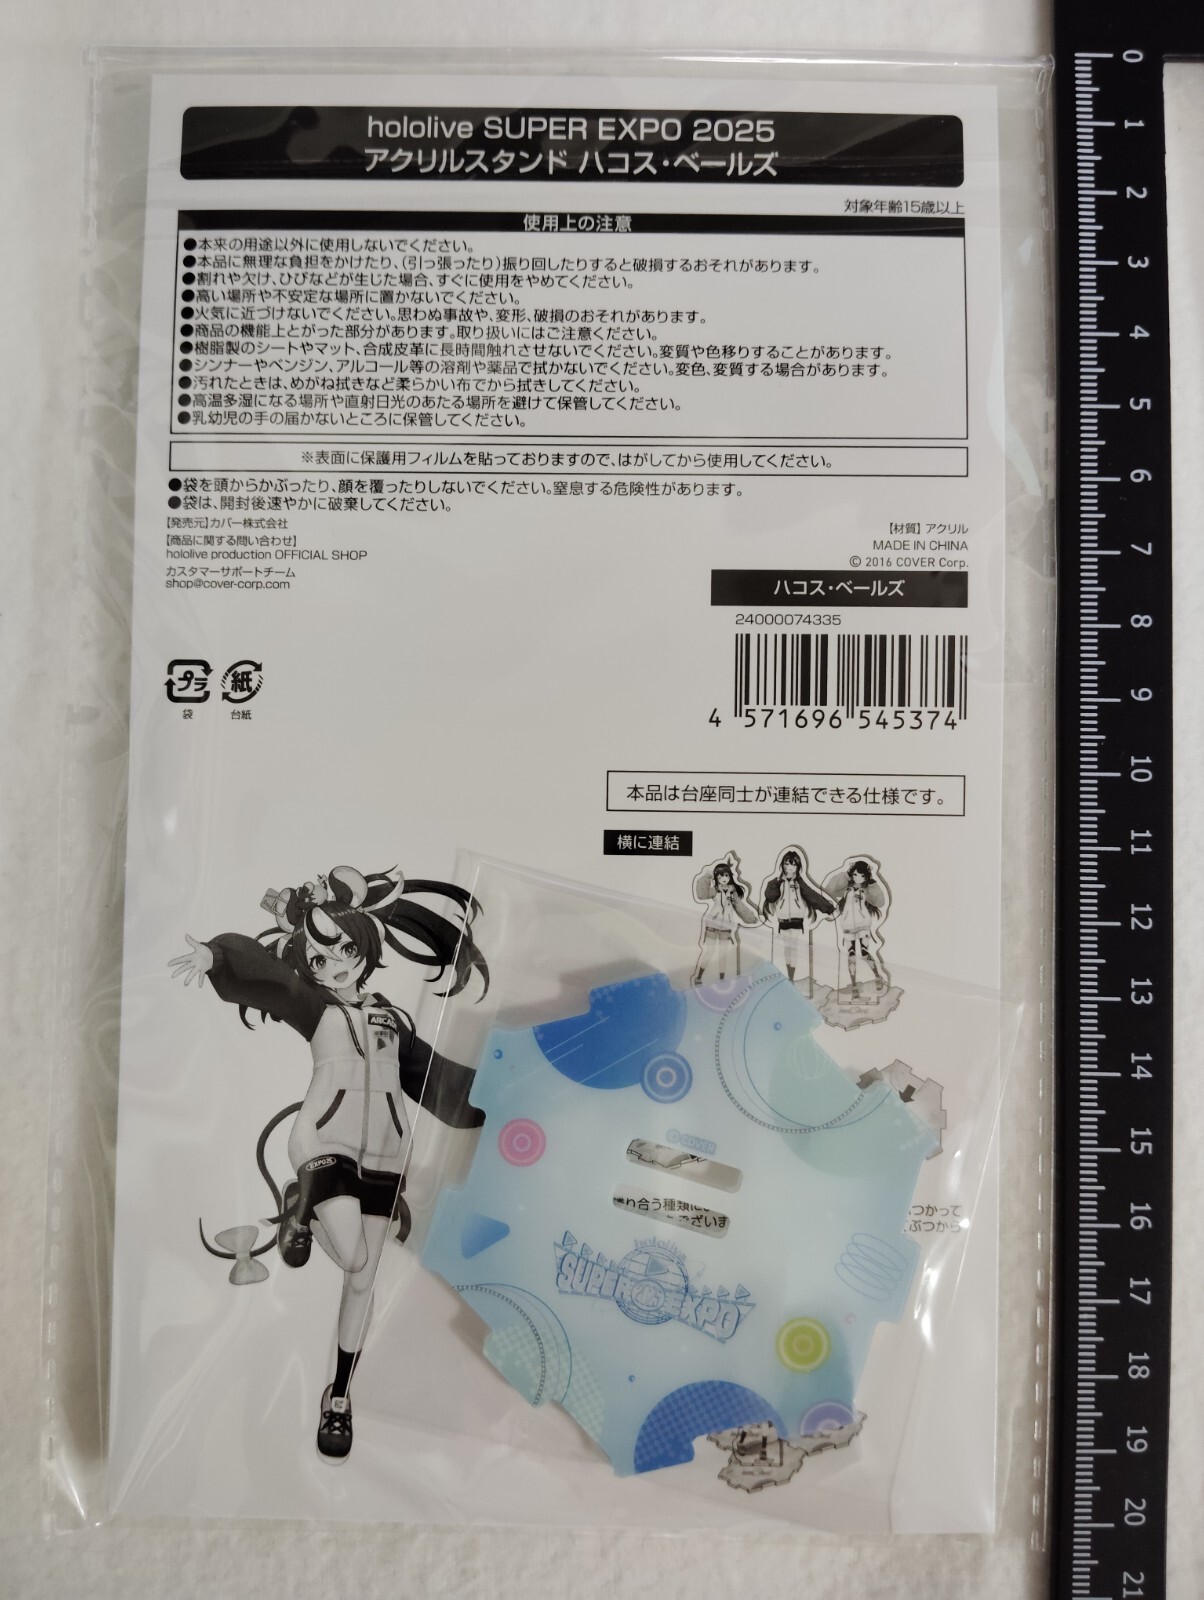 hololive SUPER EXPO 2025
アクリルスタンド ハコス・ベールズ
対象年齢15歳以上
使用上の注意
●本来の用途以外に使用しないでください。
●本品に無理な負担をかけたり、(引っ張ったり)振り回したりすると破損するおそれがあります。
●割れや欠け、ひびなどが生じた場合、すぐに使用をやめてください。
●高い場所や不安定な場所に置かないでください。
●火気に近づけないでください。思わぬ事故や、変形、破損のおそれがあります。
●商品の機能上とがった部分があります。取り扱いにはご注意ください。
●樹脂製のシートやマット、合成皮革に長時間触れさせないでください。変質や色移りすることがあります。
●シンナーやベンジン、アルコール等の溶剤や薬品で拭かないでください。変色、変質する場合があります。
●汚れたときは、めがね拭きなど柔らかい布でから拭きしてください。
●高温多湿になる場所や直射日光のあたる場所を避けて保管してください。
●乳幼児の手の届かないところに保管してください。
※表面に保護用フィルムを貼っておりますので、はがしてから使用してください。
●袋を頭からかぶったり、顔を覆ったりしないでください。窒息する危険性があります。
●袋は、開封後速やかに破棄してください。
【発売元】カバー株式会社
【商品に関する問い合わせ】
hololive production OFFICIAL SHOP
カスタマーサポートチーム
shop@cover-corp.com
【材質】アクリル
MADE IN CHINA
© 2016 COVER Corp.
ハコス・ベールズ
24000074335
4 571696 545374
プラ
袋
紙
台紙
本品は台座同士が連結できる仕様です。
横に連結
EXPO
© COVER
り合う種類に
ございま
つかって
ぶつから
hololive
SUPER EXPO
0
1
2
3
4
5
6
7
8
9
10
11
12
13
14
15
16
17
18
19
20
21